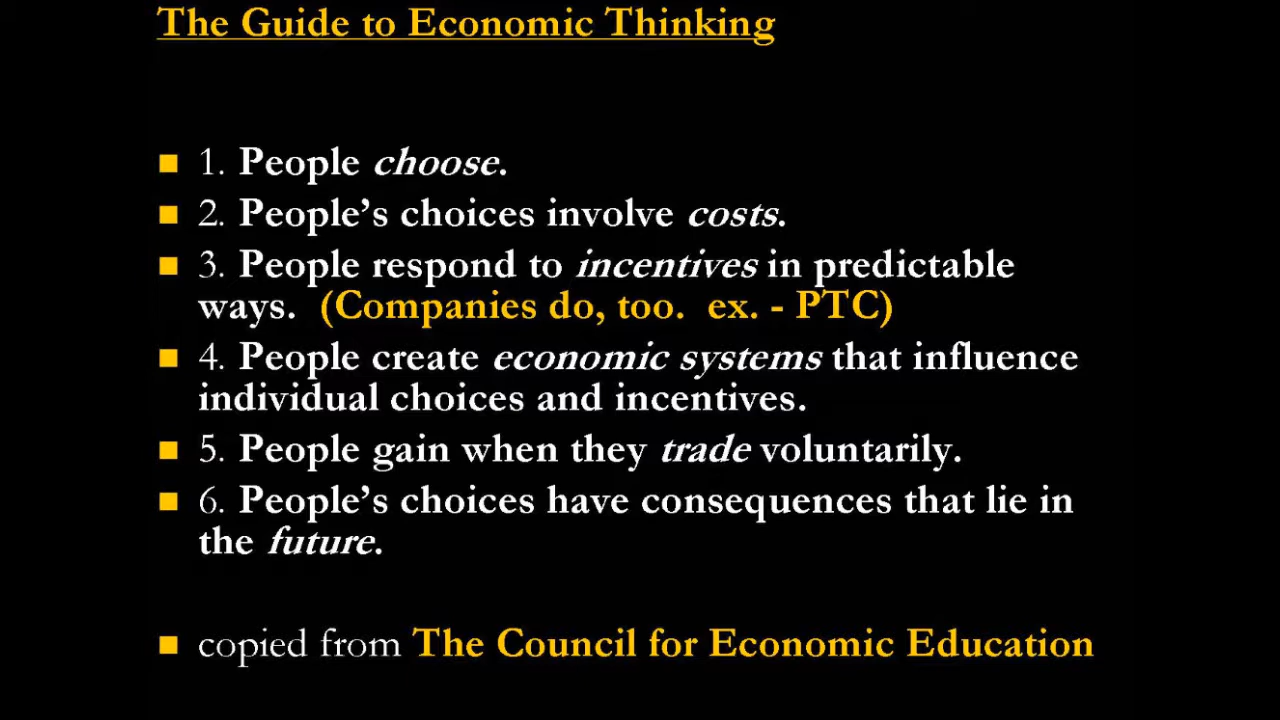 The Guide to Economic Thinking
1. People choose.
2. People’s choices involve costs.
3. People respond to incentives in predictable
ways. (Companies do, too. ex. - PTC)
4. People create economic systems that influence
individual choices and incentives.
5. People gain when they trade voluntarily.
6. People’s choices have consequences that lie in
the future.
copied from The Council for Economic Education